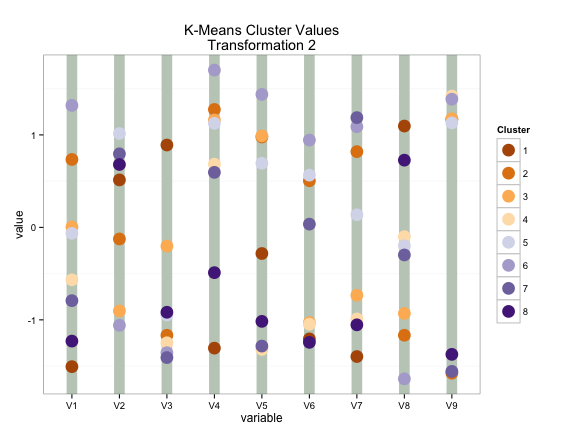 K-Means Cluster Values
Transformation 2
value
1
0
-1
V1 V2 V3 V4 V5 V6 V7 V8 V9
variable
Cluster
1
2
3
4
5
6
7
8